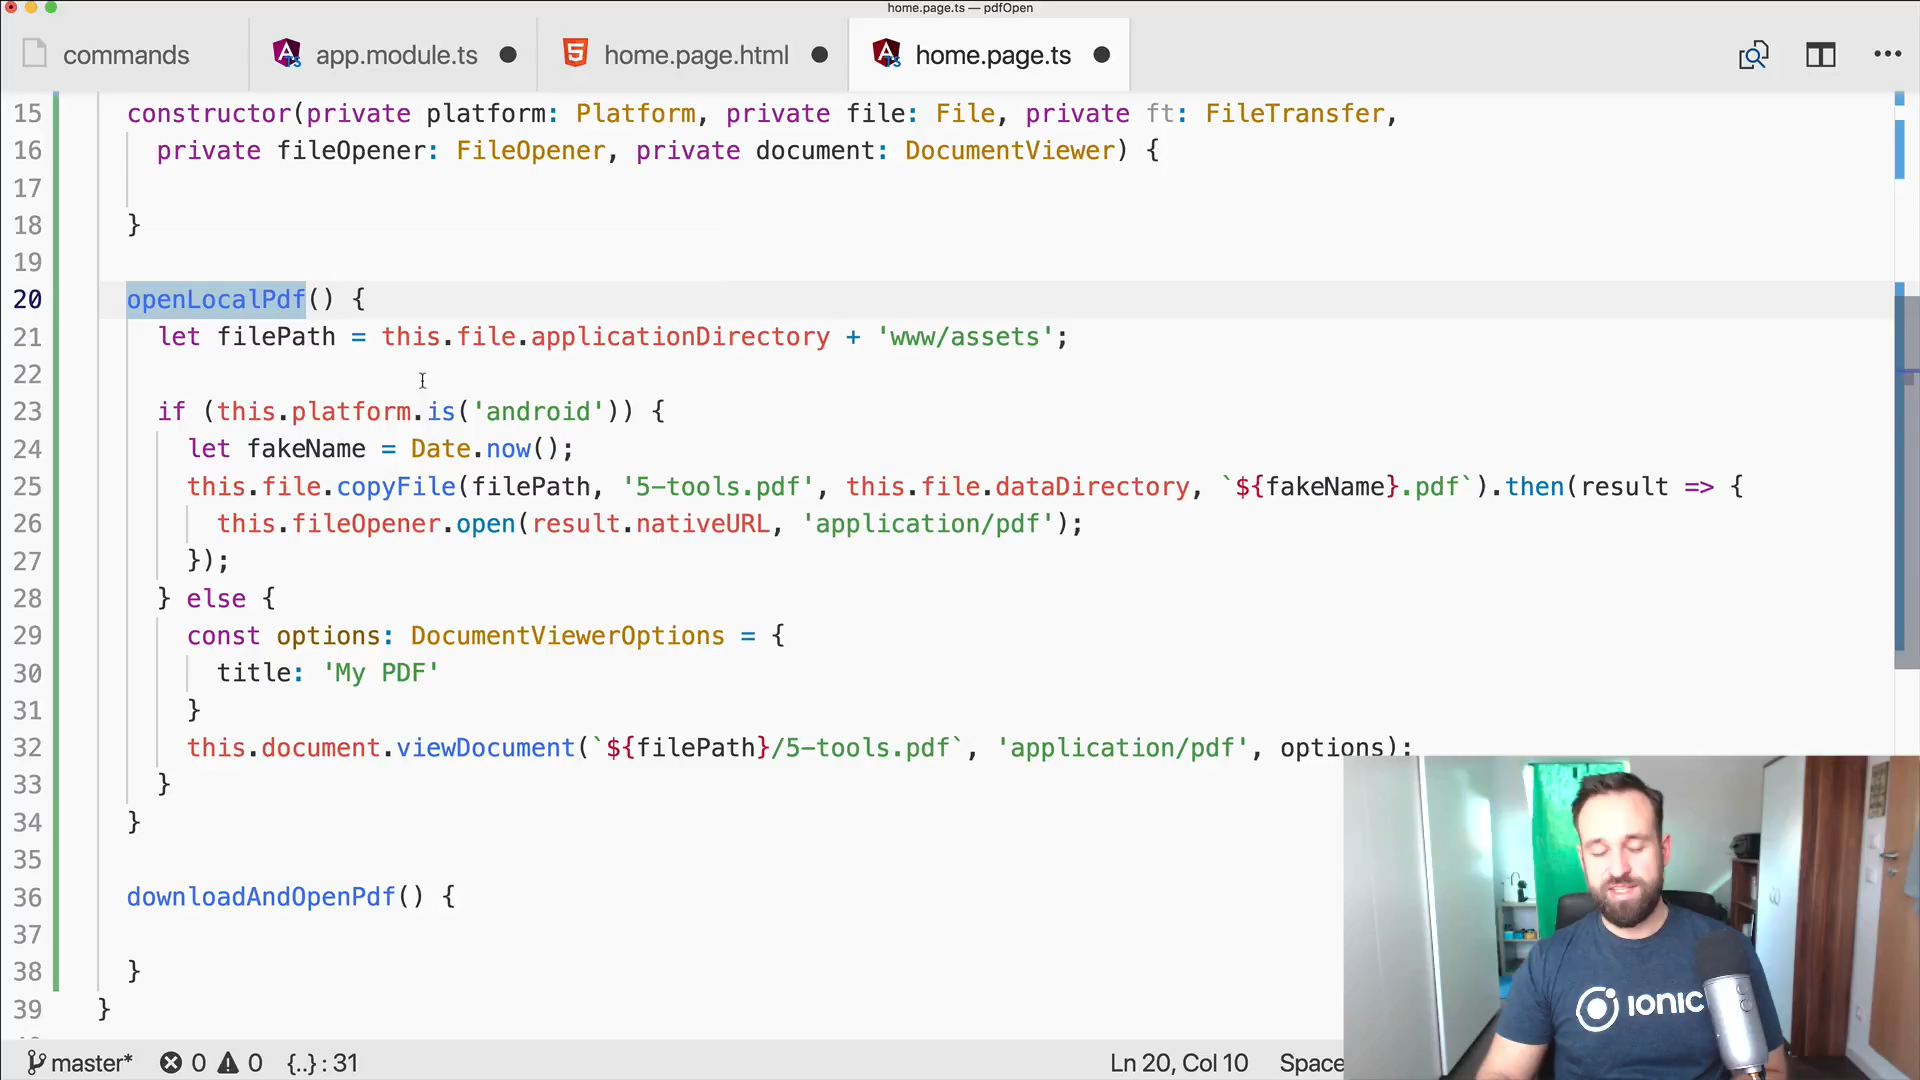 home.page.ts — pdfOpen
commands
app.module.ts
home.page.html
home.page.ts
15 constructor(private platform: Platform, private file: File, private ft: FileTransfer,
16 private fileOpener: FileOpener, private document: DocumentViewer) {
17
18 }
19
20 openLocalPdf() {
21 let filePath = this.file.applicationDirectory + 'www/assets';
22
23 if (this.platform.is('android')) {
24 let fakeName = Date.now();
25 this.file.copyFile(filePath, '5-tools.pdf', this.file.dataDirectory, `${fakeName}.pdf`).then(result => {
26 this.fileOpener.open(result.nativeURL, 'application/pdf');
27 });
28 } else {
29 const options: DocumentViewerOptions = {
30 title: 'My PDF'
31 }
32 this.document.viewDocument(`${filePath}/5-tools.pdf`, 'application/pdf', options);
33 }
34 }
35
36 downloadAndOpenPdf() {
37
38 }
39 }
master* 0 0 {..} : 31
Ln 20, Col 10 Space
IONIC